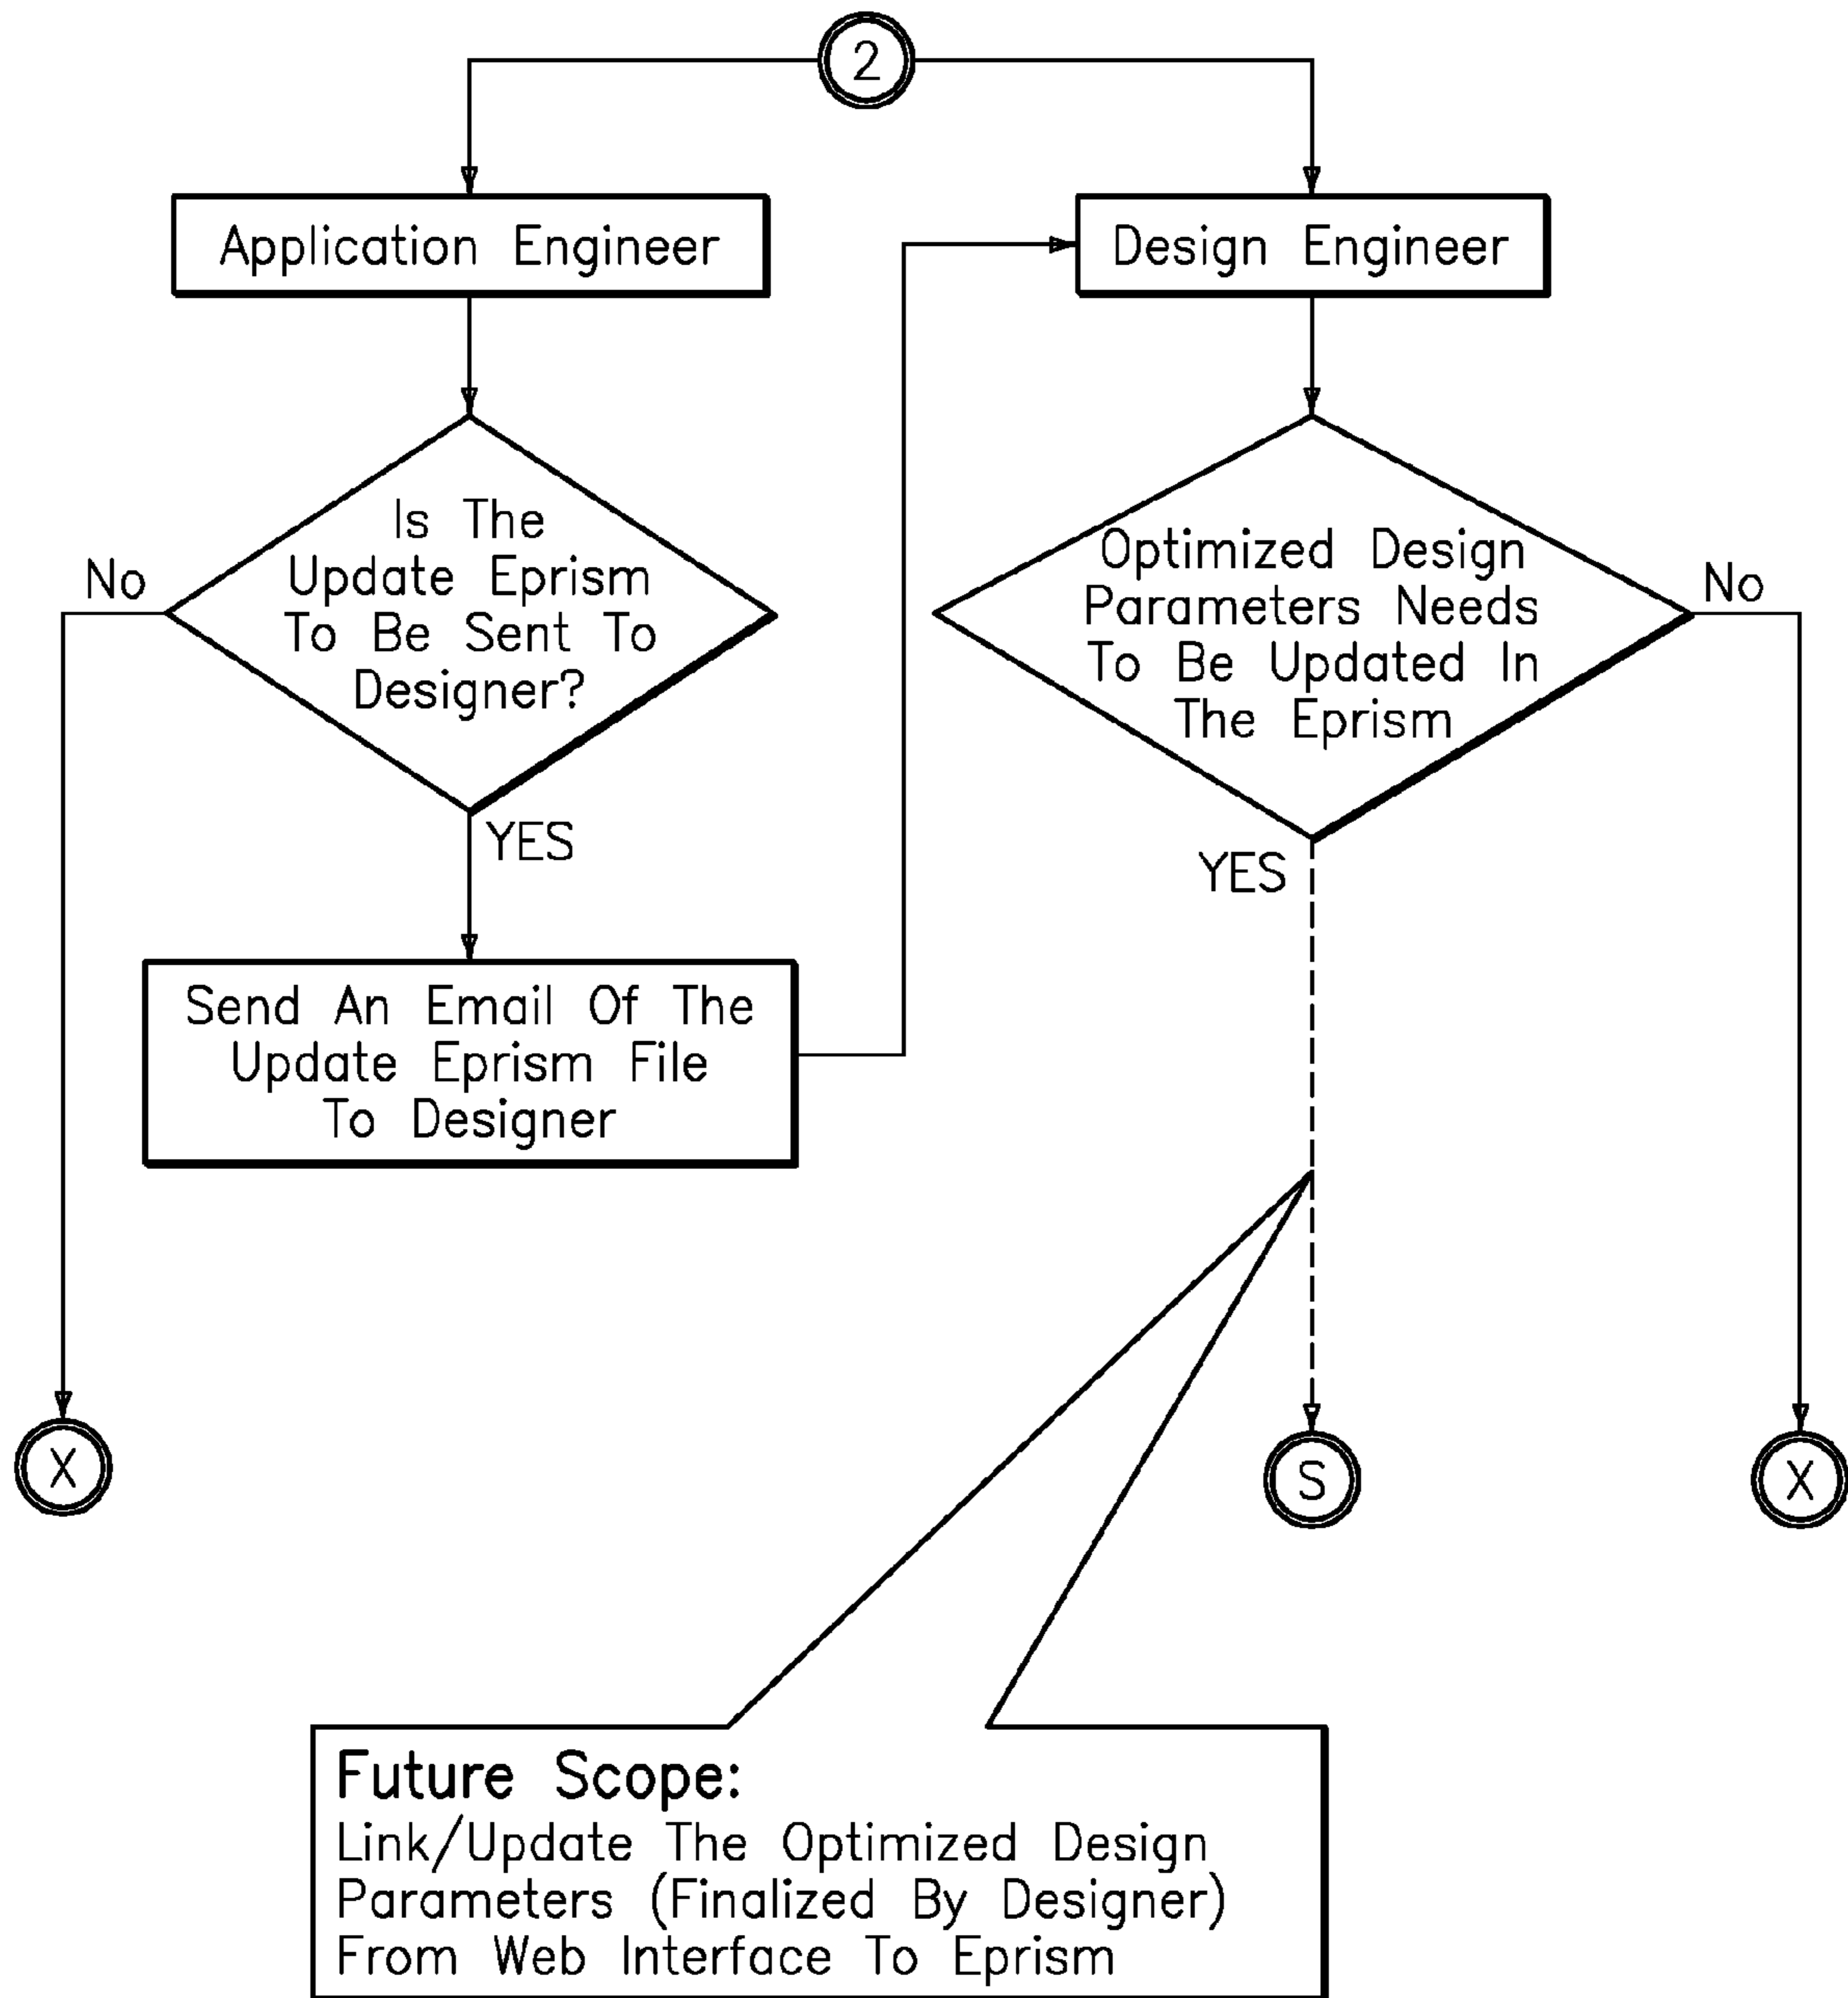 2
Application Engineer
Design Engineer
Is The
Update Eprism
To Be Sent To
Designer?
No
YES
Optimized Design
Parameters Needs
To Be Updated In
The Eprism
No
YES
Send An Email Of The
Update Eprism File
To Designer
X
S
X
Future Scope:
Link/Update The Optimized Design
Parameters (Finalized By Designer)
From Web Interface To Eprism